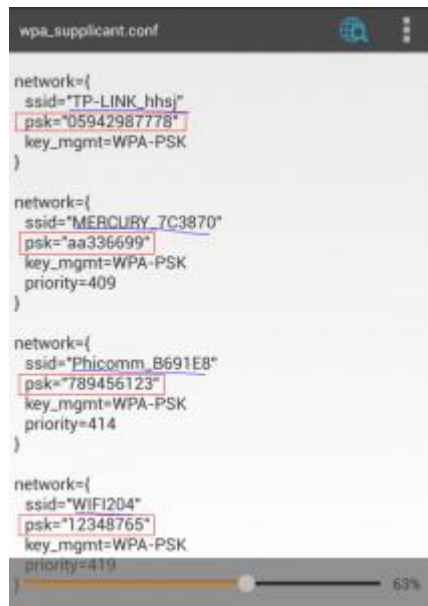 wpa_supplicant.conf
network={
ssid="TP-LINK_hhsj"
psk="05942987778"
key_mgmt=WPA-PSK
}
network={
ssid="MERCURY_7C3870"
psk="aa336699"
key_mgmt=WPA-PSK
priority=409
}
network={
ssid="Phicomm_B691E8"
psk="789456123"
key_mgmt=WPA-PSK
priority=414
}
network={
ssid="WIFI204"
psk="12348765"
key_mgmt=WPA-PSK
priority=419
}
63%